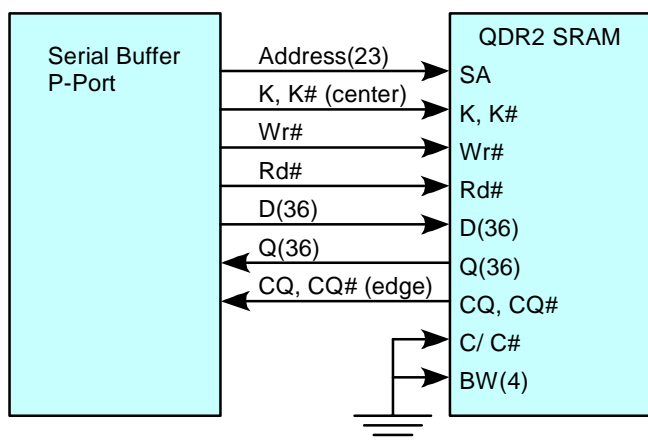 Serial Buffer
P-Port
QDR2 SRAM
Address(23)
SA
K, K# (center)
K, K#
Wr#
Wr#
Rd#
Rd#
D(36)
D(36)
Q(36)
Q(36)
CQ, CQ# (edge)
CQ, CQ#
C/ C#
BW(4)